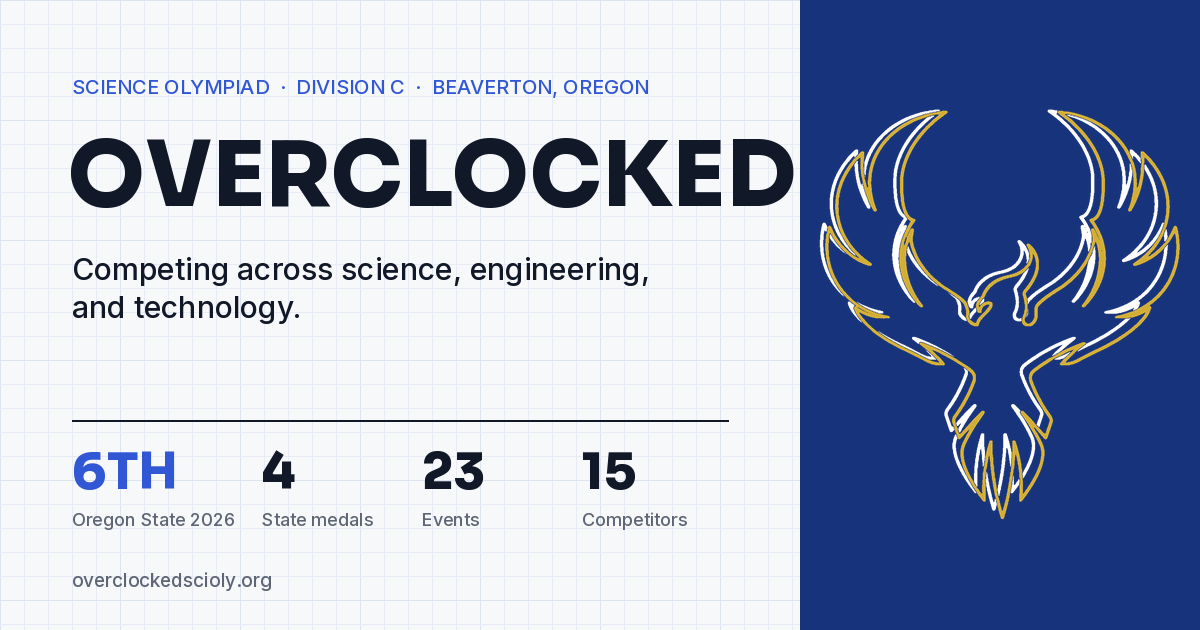 SCIENCE OLYMPIAD · DIVISION C · BEAVERTON, OREGON
OVERCLOCKED
Competing across science, engineering,
and technology.
6TH 4 23 15
Oregon State 2026 State medals Events Competitors
overclockedscioly.org